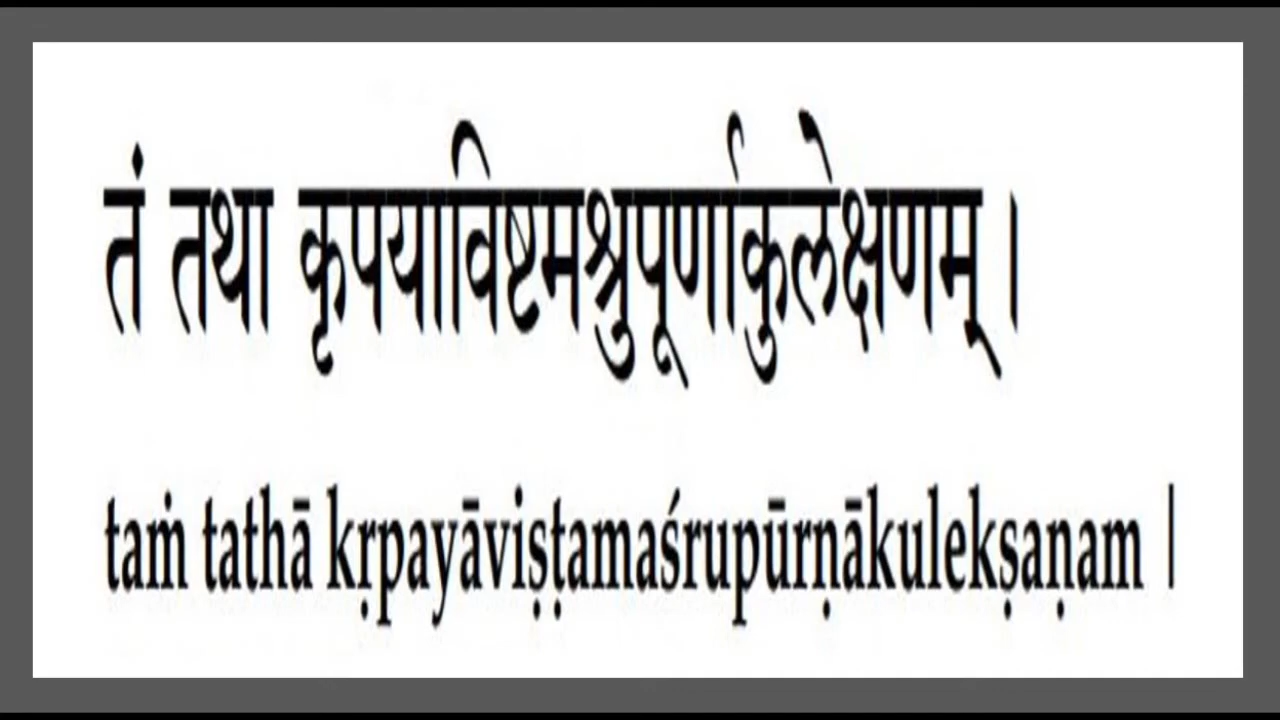 तं तथा कृपयाविष्टमश्रुपूर्णाकुलेक्षणम् ।
taṁ tathā kṛpayāviṣṭamaśrupūrṇākulekṣaṇam |